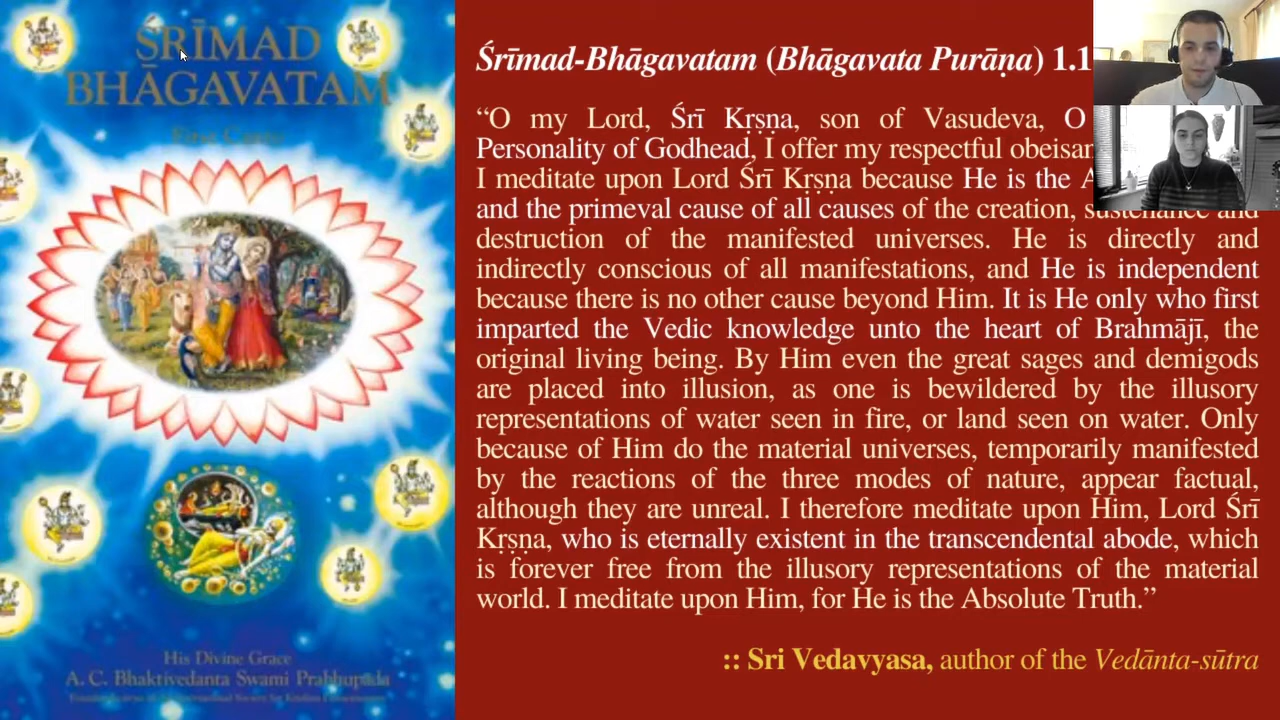 ŚRĪMAD
BHĀGAVATAM
First Canto
His Divine Grace
A. C. Bhaktivedanta Swami Prabhupāda
Śrīmad-Bhāgavatam (Bhāgavata Purāṇa) 1.1
“O my Lord, Śrī Kṛṣṇa, son of Vasudeva, O
Personality of Godhead, I offer my respectful
I meditate upon Lord Śrī Kṛṣṇa because He is the
and the primeval cause of all causes of the creation, sustenance and
destruction of the manifested universes. He is directly and
indirectly conscious of all manifestations, and He is independent
because there is no other cause beyond Him. It is He only who first
imparted the Vedic knowledge unto the heart of Brahmājī, the
original living being. By Him even the great sages and demigods
are placed into illusion, as one is bewildered by the illusory
representations of water seen in fire, or land seen on water. Only
because of Him do the material universes, temporarily manifested
by the reactions of the three modes of nature, appear factual,
although they are unreal. I therefore meditate upon Him, Lord Śrī
Kṛṣṇa, who is eternally existent in the transcendental abode, which
is forever free from the illusory representations of the material
world. I meditate upon Him, for He is the Absolute Truth.”
:: Sri Vedavyasa, author of the Vedānta-sūtra